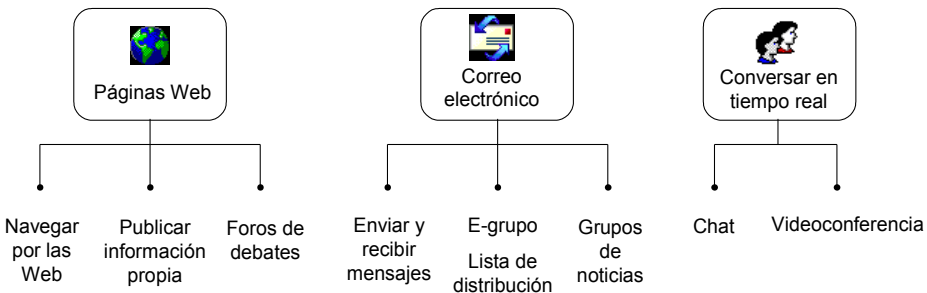 Páginas Web
Correo
electrónico
Conversar en
tiempo real
Navegar
por las
Web
Publicar
información
propia
Foros de
debates
Enviar y
recibir
mensajes
E-grupo
Lista de
distribución
Grupos
de
noticias
Chat
Videoconferencia